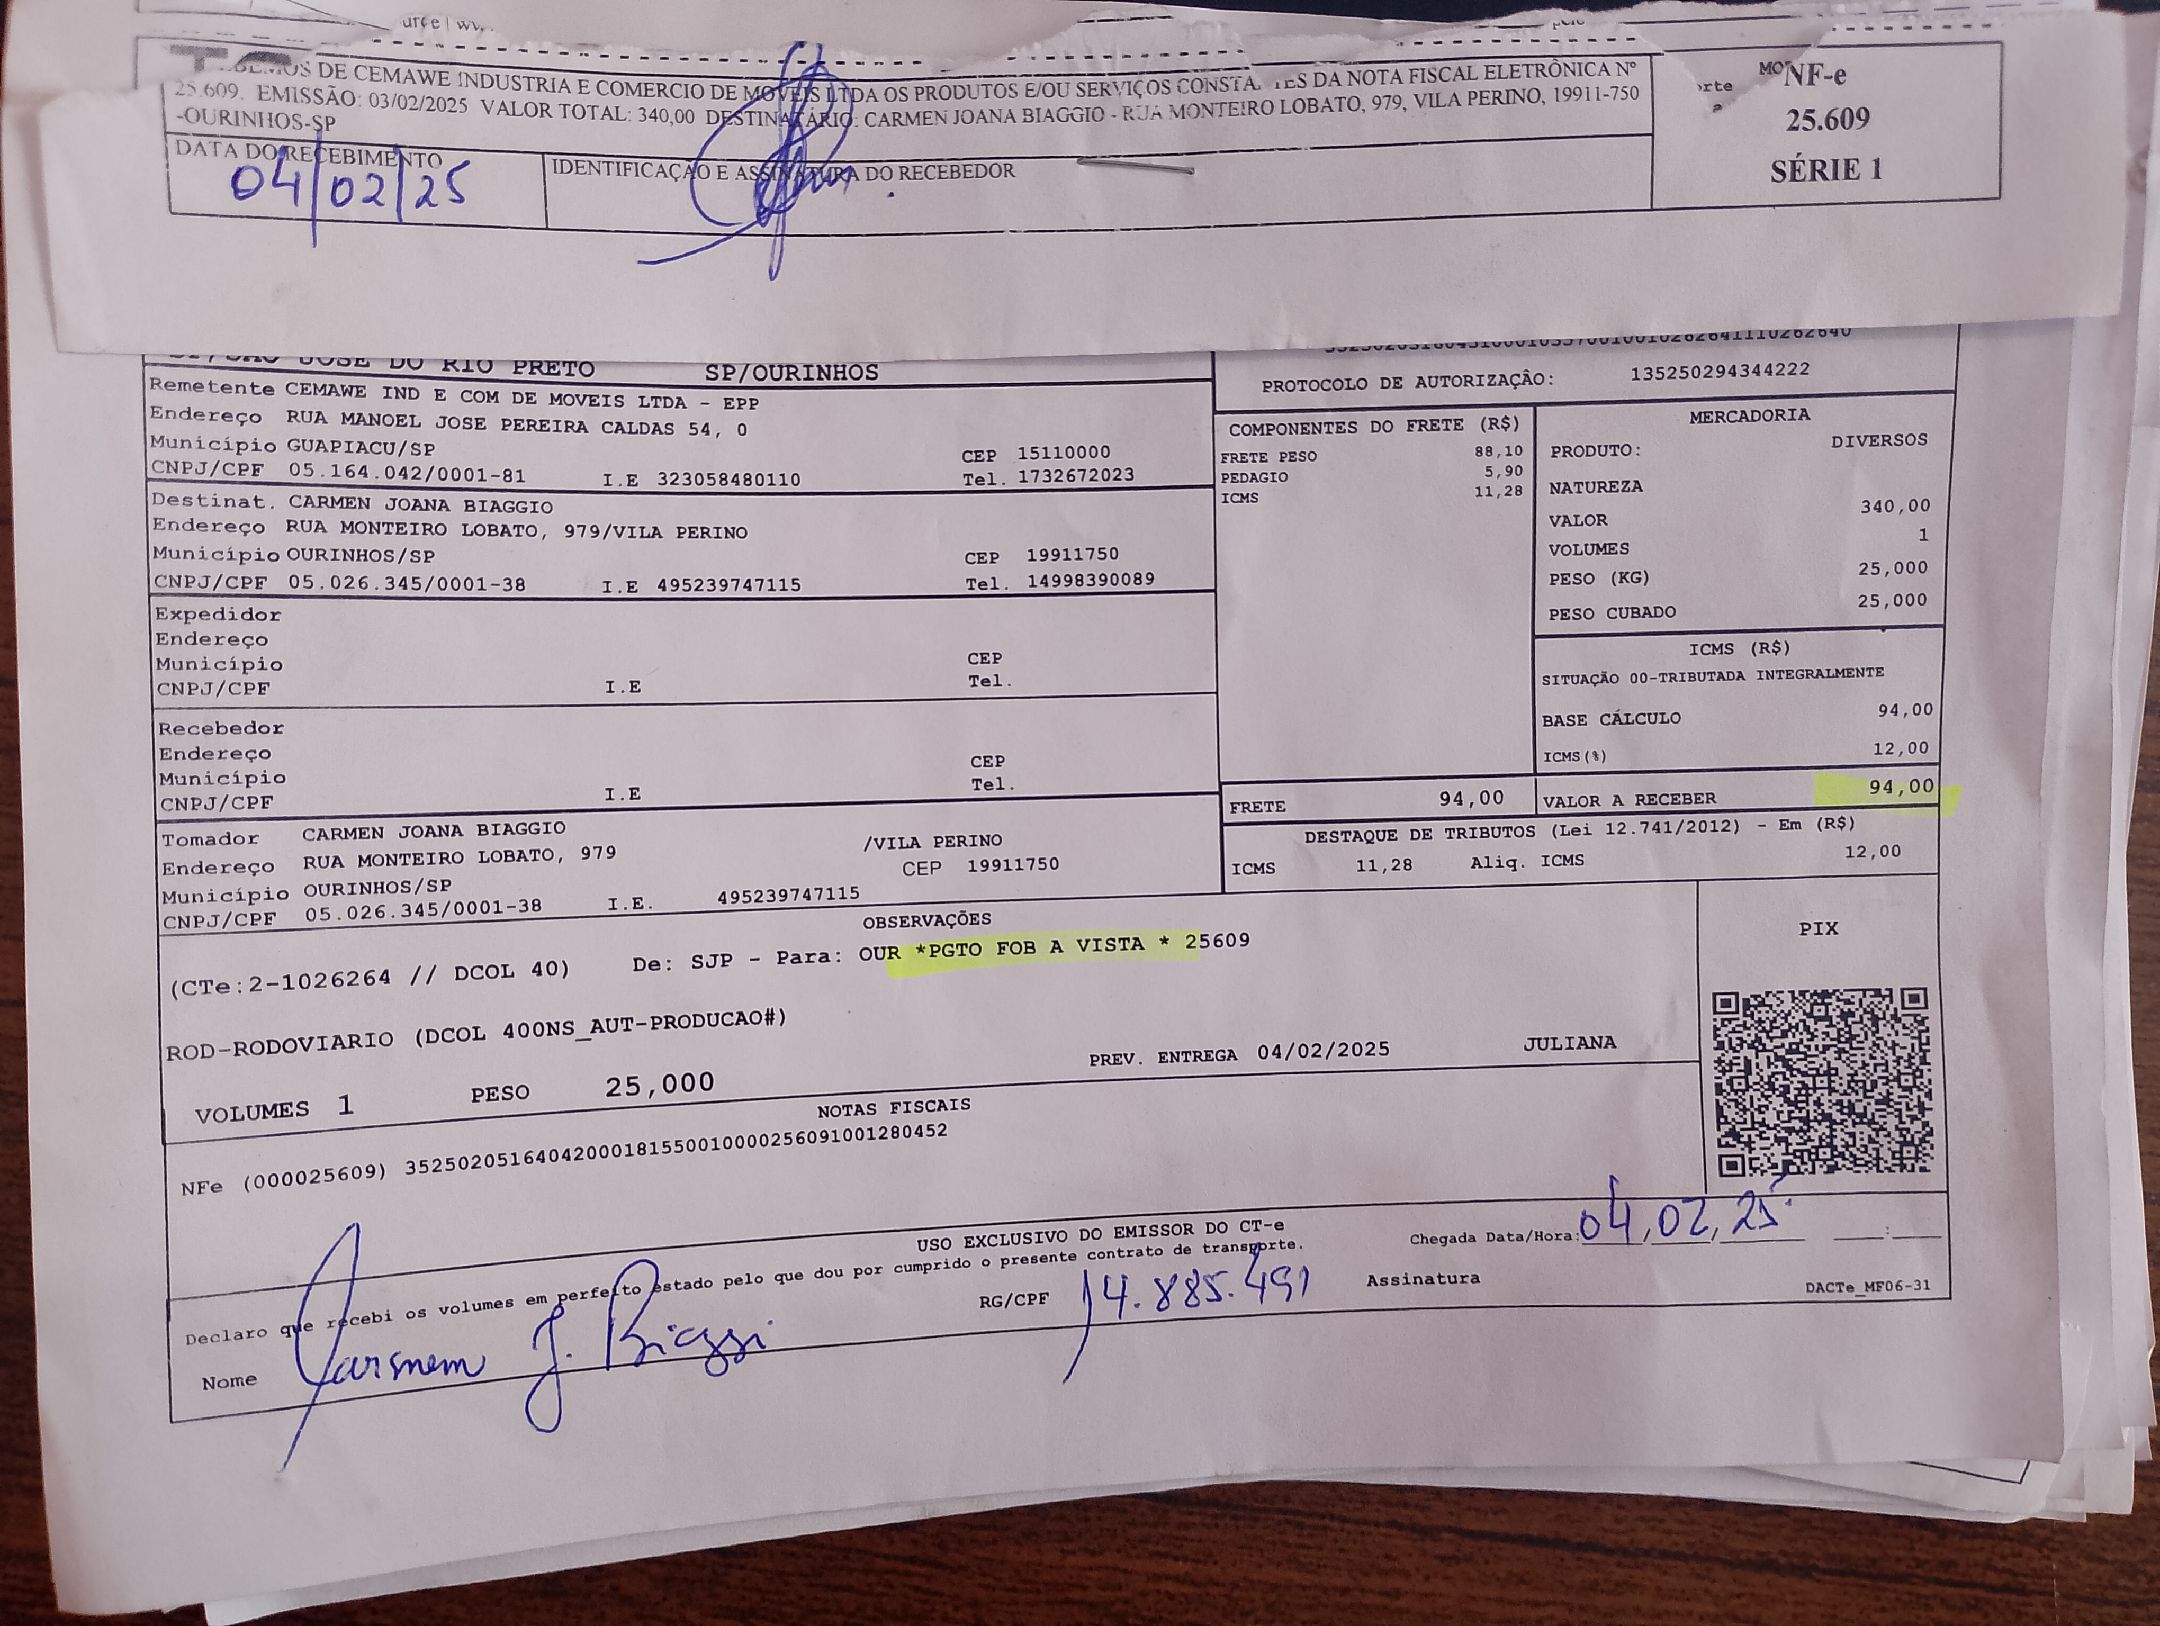 DE CEMAWE INDUSTRIA E COMERCIO DE MOVEIS LTDA OS PRODUTOS E/OU SERVIÇOS DA NOTA FISCAL ELETRÔNICA Nº
25.609. EMISSÃO: 03/02/2025 VALOR TOTAL: 340,00 DESTINATÁRIO: CARMEN JOANA BIAGGIO - RUA MONTEIRO LOBATO, 979, VILA PERINO, 19911-750
-OURINHOS-SP
NF-e
25.609
SÉRIE 1
DATA DO RECEBIMENTO
04/02/25
IDENTIFICAÇÃO E ASSINATURA DO RECEBEDOR
JOSE DO RIO PRETO SP/OURINHOS
PROTOCOLO DE AUTORIZAÇÃO: 135250294344222
Remetente CEMAWE IND E COM DE MOVEIS LTDA - EPP
Endereço RUA MANOEL JOSE PEREIRA CALDAS 54, 0
Município GUAPIACU/SP CEP 15110000
CNPJ/CPF 05.164.042/0001-81 I.E 323058480110 Tel. 1732672023
Destinat. CARMEN JOANA BIAGGIO
Endereço RUA MONTEIRO LOBATO, 979/VILA PERINO
Município OURINHOS/SP CEP 19911750
CNPJ/CPF 05.026.345/0001-38 I.E 495239747115 Tel. 14998390089
Expedidor
Endereço
Município CEP
CNPJ/CPF I.E Tel.
Recebedor
Endereço
Município CEP
CNPJ/CPF I.E Tel.
Tomador CARMEN JOANA BIAGGIO
Endereço RUA MONTEIRO LOBATO, 979 /VILA PERINO
Município OURINHOS/SP CEP 19911750
CNPJ/CPF 05.026.345/0001-38 I.E. 495239747115
COMPONENTES DO FRETE (R$)
FRETE PESO 88,10
PEDAGIO 5,90
ICMS 11,28
MERCADORIA
PRODUTO: DIVERSOS
NATUREZA
VALOR 340,00
VOLUMES 1
PESO (KG) 25,000
PESO CUBADO 25,000
ICMS (R$)
SITUAÇÃO 00-TRIBUTADA INTEGRALMENTE
BASE CÁLCULO 94,00
ICMS(%) 12,00
FRETE 94,00 VALOR A RECEBER 94,00
DESTAQUE DE TRIBUTOS (Lei 12.741/2012) - Em (R$)
ICMS 11,28 Aliq. ICMS 12,00
OBSERVAÇÕES
(CTe:2-1026264 // DCOL 40) De: SJP - Para: OUR *PGTO FOB A VISTA * 25609
ROD-RODOVIARIO (DCOL 400NS_AUT-PRODUCAO#)
PREV. ENTREGA 04/02/2025 JULIANA
VOLUMES 1 PESO 25,000
PIX
NOTAS FISCAIS
NFe (000025609) 35250205164042000181550010000256091001280452
USO EXCLUSIVO DO EMISSOR DO CT-e
Chegada Data/Hora: 04,02,25
Declaro que recebi os volumes em perfeito estado pelo que dou por cumprido o presente contrato de transporte.
Nome Carmem J. Biaggi RG/CPF 14.885.491 Assinatura
DACTe_MF06-31